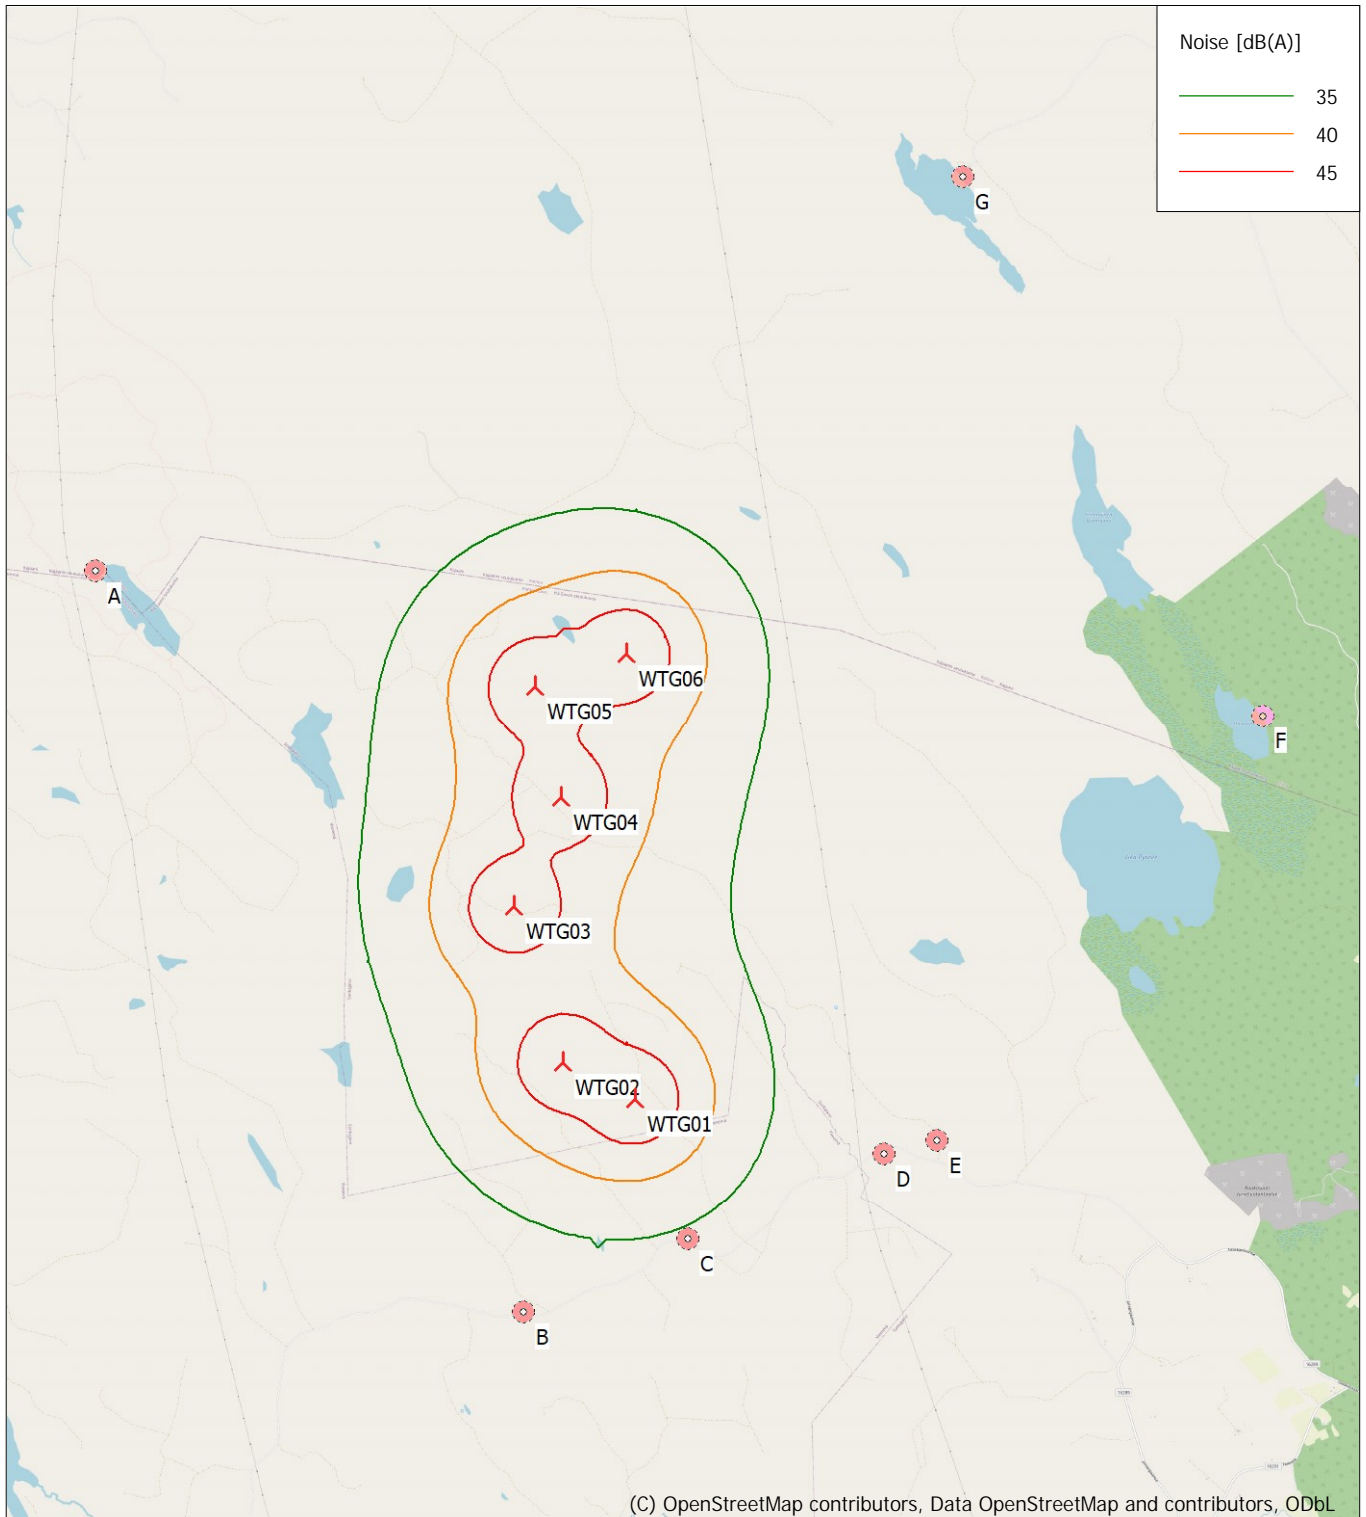 Noise [dB(A)]
35
40
45
G
A
WTG06
WTG05
F
WTG04
WTG03
WTG02
WTG01
E
D
C
B
(C) OpenStreetMap contributors, Data OpenStreetMap and contributors, ODbL